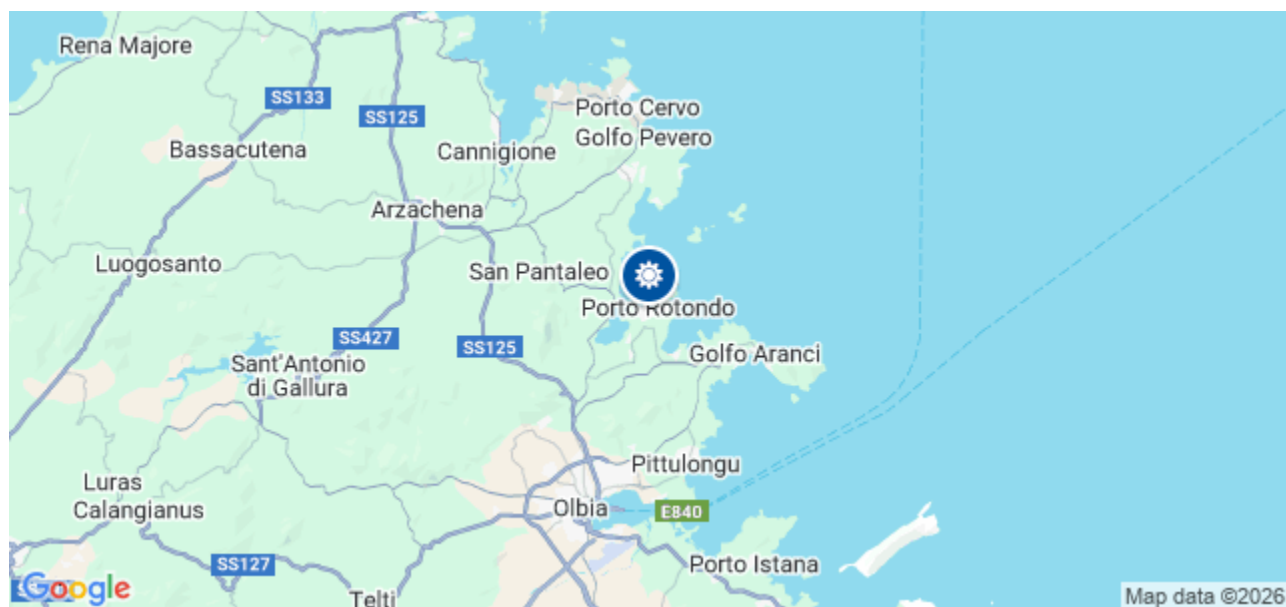 Rena Majore
SS133
SS125
Porto Cervo
Golfo Pevero
Bassacutena
Cannigione
Arzachena
Luogosanto
San Pantaleo
Porto Rotondo
SS427
SS125
Golfo Aranci
Sant'Antonio
di Gallura
Pittulongu
Luras
Calangianus
Olbia
E840
SS127
Porto Istana
Telti
Google
Map data ©2026